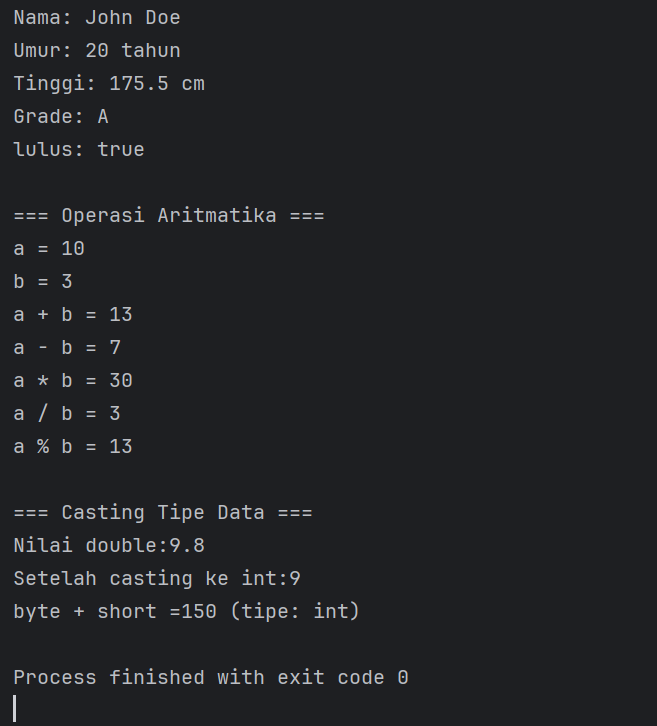 Nama: John Doe
Umur: 20 tahun
Tinggi: 175.5 cm
Grade: A
lulus: true
=== Operasi Aritmatika ===
a = 10
b = 3
a + b = 13
a - b = 7
a * b = 30
a / b = 3
a % b = 13
=== Casting Tipe Data ===
Nilai double:9.8
Setelah casting ke int:9
byte + short =150 (tipe: int)
Process finished with exit code 0